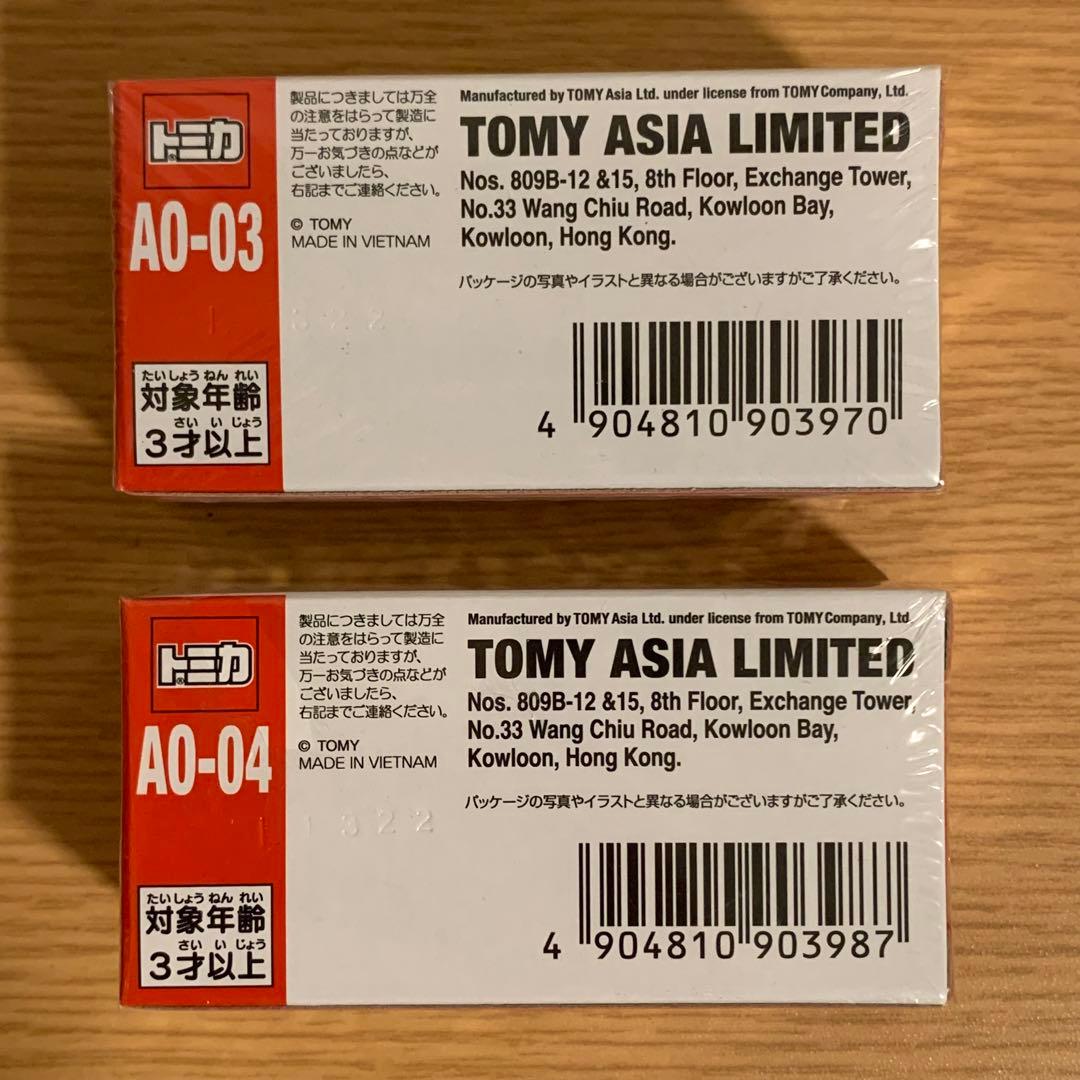 トミカ
®
AO-03
たいしょうねんれい
対象年齢
さいいじょう
3才以上
製品につきましては万全
の注意をはらって製造に
当たっておりますが、
万一お気づきの点などが
ございましたら、
右記までご連絡ください。
© TOMY
MADE IN VIETNAM
322
Manufactured by TOMY Asia Ltd. under license from TOMY Company, Ltd.
TOMY ASIA LIMITED
Nos. 809B-12 &15, 8th Floor, Exchange Tower,
No.33 Wang Chiu Road, Kowloon Bay,
Kowloon, Hong Kong.
パッケージの写真やイラストと異なる場合がございますがご了承ください。
4 904810 903970
トミカ
®
AO-04
たいしょうねんれい
対象年齢
さいいじょう
3才以上
製品につきましては万全
の注意をはらって製造に
当たっておりますが、
万一お気づきの点などが
ございましたら、
右記までご連絡ください。
© TOMY
MADE IN VIETNAM
1322
Manufactured by TOMY Asia Ltd. under license from TOMY Company, Ltd
TOMY ASIA LIMITED
Nos. 809B-12 &15, 8th Floor, Exchange Tower,
No.33 Wang Chiu Road, Kowloon Bay,
Kowloon, Hong Kong.
パッケージの写真やイラストと異なる場合がございますがご了承ください。
4 904810 903987